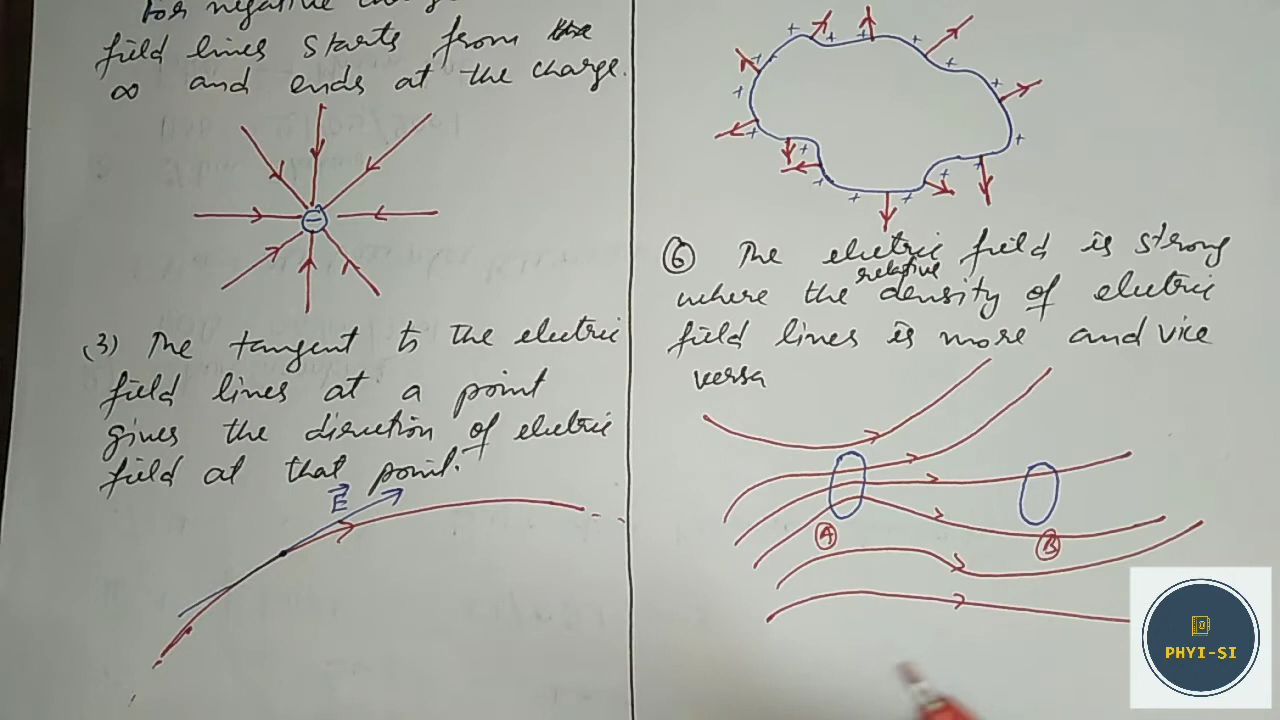 For negative
field lines starts from the
∞ and ends at the charge.
(3) The tangent to the electric
field lines at a point
gives the direction of electric
field at that point.
E
⑥ The electric field is strong
relative
where the density of electric
field lines is more and vice
versa
A
B
PHYI-SI